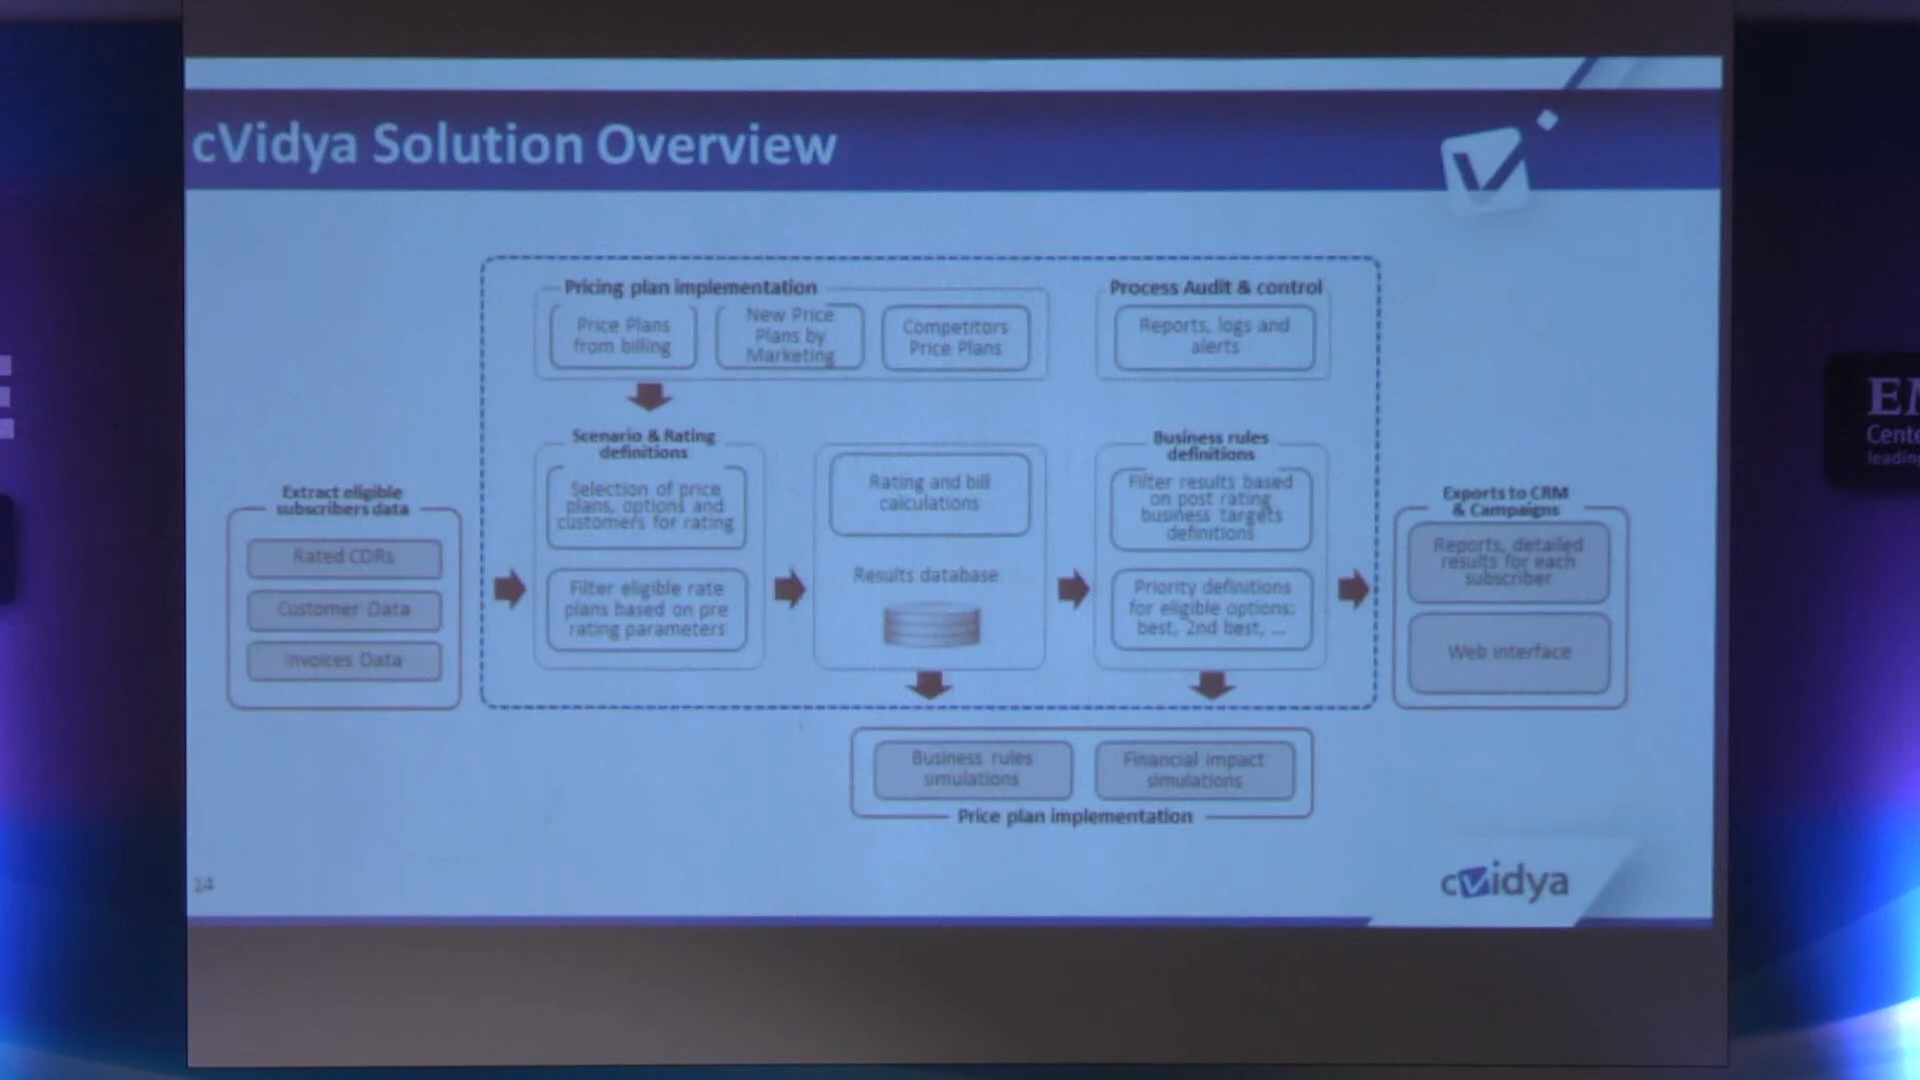 cVidya Solution Overview
Pricing plan implementation
Price Plans
from billing
New Price
Plans by
Marketing
Competitors
Price Plans
Process Audit & control
Reports, logs and
alerts
Extract eligible
subscribers data
Rated CDRs
Customer Data
Invoices Data
Scenario & Rating
definitions
Selection of price
plans, options and
customers for rating
Filter eligible rate
plans based on pre
rating parameters
Rating and bill
calculations
Results database
Business rules
definitions
Filter results based
on post rating
business targets
definitions
Priority definitions
for eligible options:
best, 2nd best, ...
Exports to CRM
& Campaigns
Reports, detailed
results for each
subscriber
Web interface
Business rules
simulations
Financial impact
simulations
Price plan implementation
14
cvidya
leading